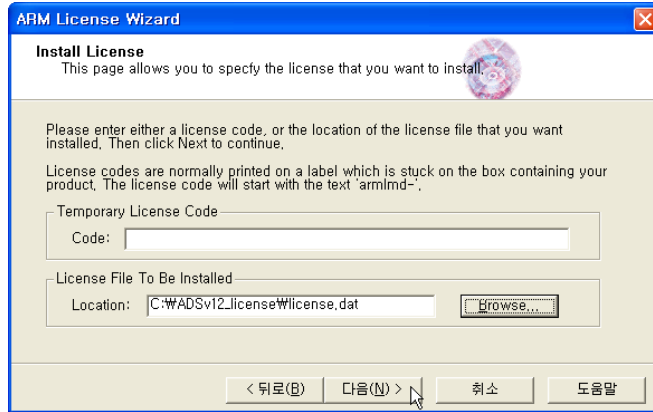 ARM License Wizard
Install License
This page allows you to specfy the license that you want to install.
Please enter either a license code, or the location of the license file that you want
installed. Then click Next to continue.
License codes are normally printed on a label which is stuck on the box containing your
product. The license code will start with the text 'armlmd-'.
Temporary License Code
Code:
License File To Be Installed
Location: C:₩ADSv12_license₩license.dat Browse...
< 뒤로(B) 다음(N) > 취소 도움말